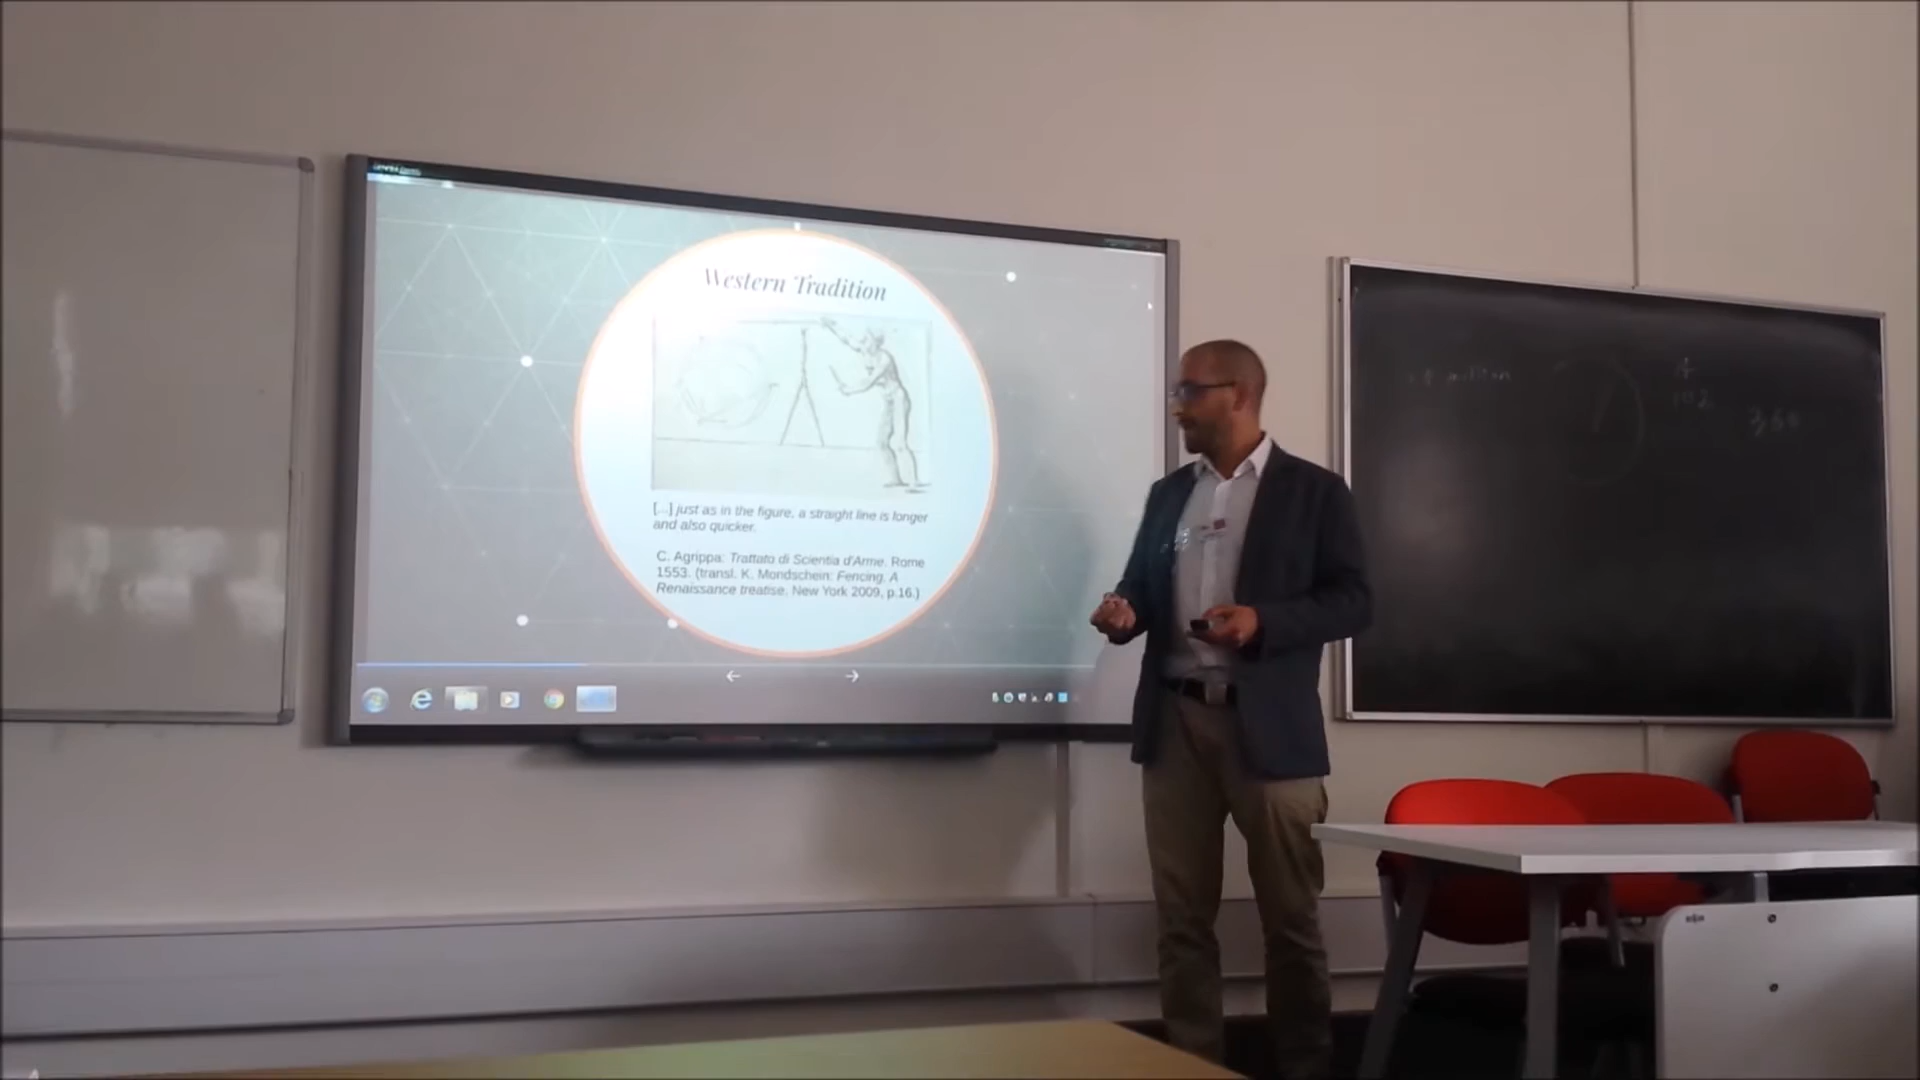 Western Tradition
[...] just as in the figure, a straight line is longer
and also quicker.
C. Agrippa: Trattato di Scientia d'Arme. Rome
1553. (transl. K. Mondschein: Fencing. A
Renaissance treatise. New York 2009, p.16.)
360